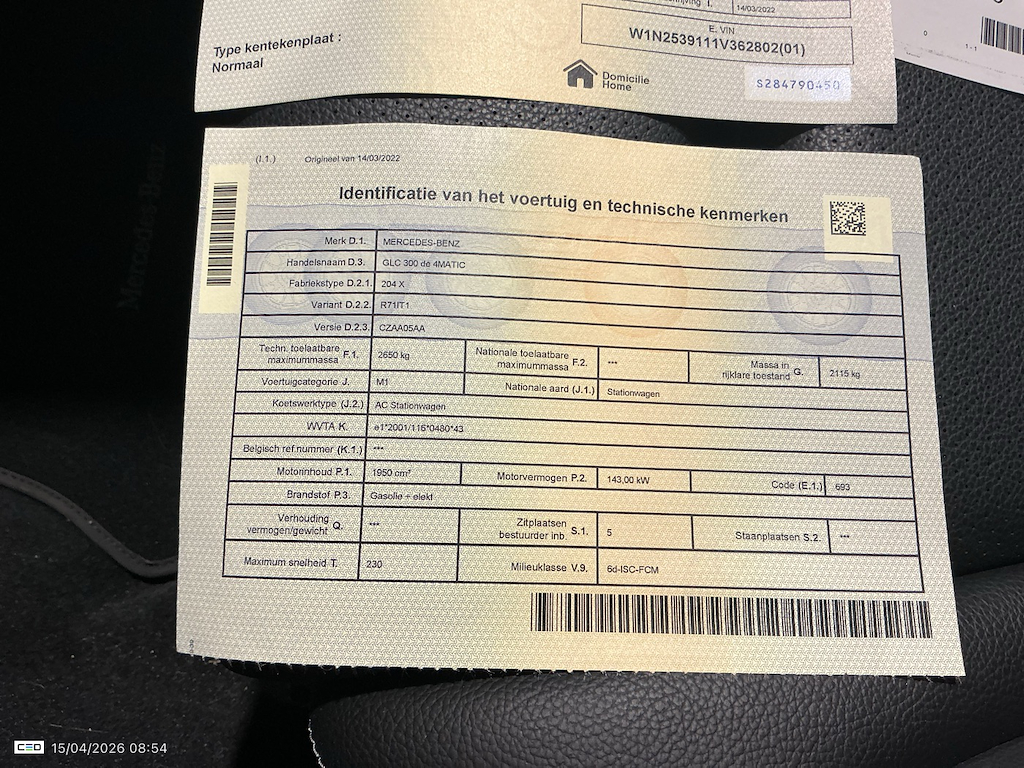 14/03/2022
E. VIN
W1N2539111V362802(01)
Type kentekenplaat :
Normaal
Domicilie
Home
S284790450
0
1-1
(I.1.) Origineel van 14/03/2022
Identificatie van het voertuig en technische kenmerken
Merk D.1. MERCEDES-BENZ
Handelsnaam D.3. GLC 300 de 4MATIC
Fabriekstype D.2.1. 204 X
Variant D.2.2. R71IT1
Versie D.2.3. CZAA05AA
Techn. toelaatbare maximummassa F.1. 2650 kg Nationale toelaatbare maximummassa F.2. *** Massa in rijklare toestand G. 2115 kg
Voertuigcategorie J. M1 Nationale aard (J.1.) Stationwagen
Koetswerktype (J.2.) AC Stationwagen
WVTA K. e1*2001/116*0480*43
Belgisch ref.nummer (K.1.) ***
Motorinhoud P.1. 1950 cm³ Motorvermogen P.2. 143,00 kW Code (E.1.) 693
Brandstof P.3. Gasolie + elekt
Verhouding vermogen/gewicht Q. *** Zitplaatsen bestuurder inb. S.1. 5 Staanplaatsen S.2. ***
Maximum snelheid T. 230 Milieuklasse V.9. 6d-ISC-FCM
Mercedes-Benz
CEO 15/04/2026 08:54